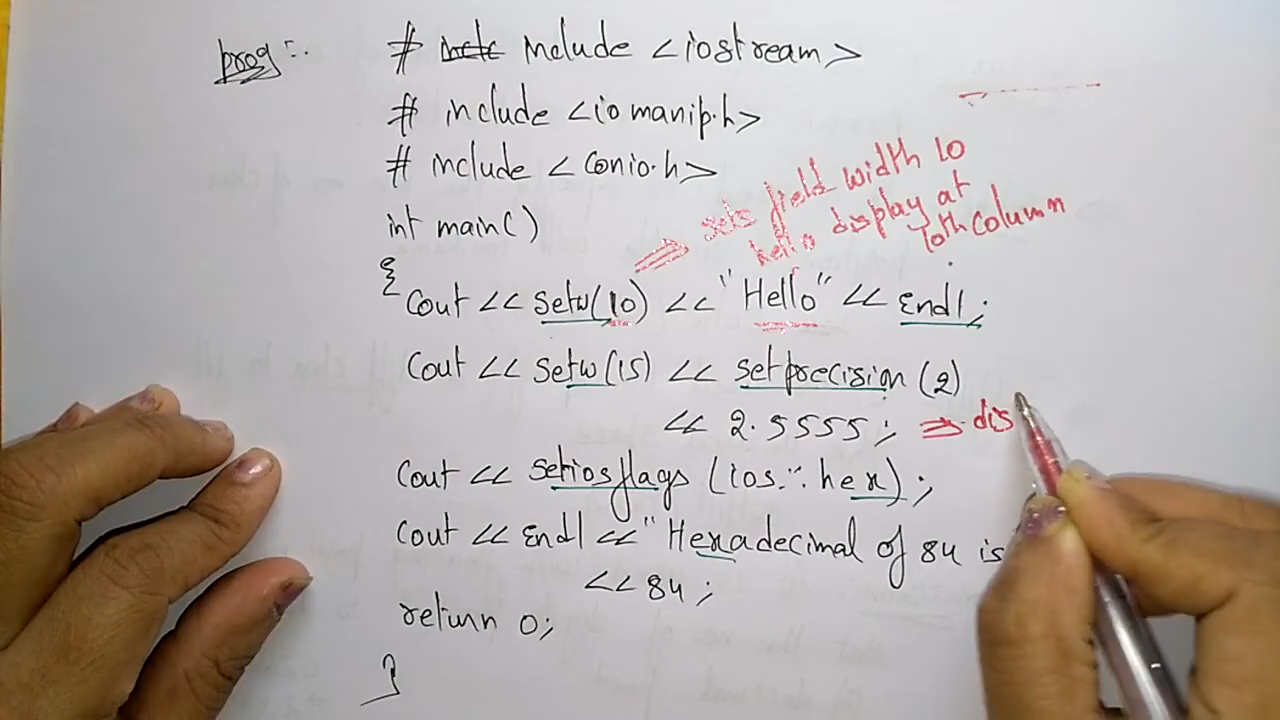 prog :-. # include <iostream>
# include <iomanip.h>
# include <conio.h>
int main()
{
⇒ sets field width 10
hello display at
10th column
cout << setw(10) << "Hello" << endl;
cout << setw(15) << setprecision (2)
<< 2.5555; ⇒ dis
cout << setiosflags (ios::hex);
cout << endl << "Hexadecimal of 84 is
<< 84;
return 0;
}